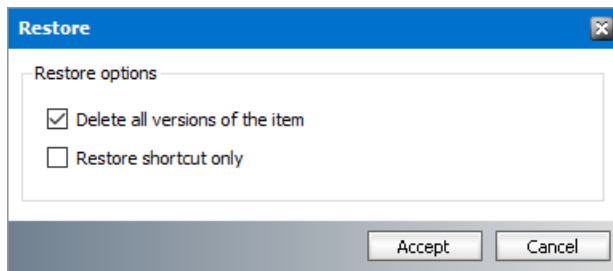 Restore
Restore options
Delete all versions of the item
Restore shortcut only
Accept Cancel